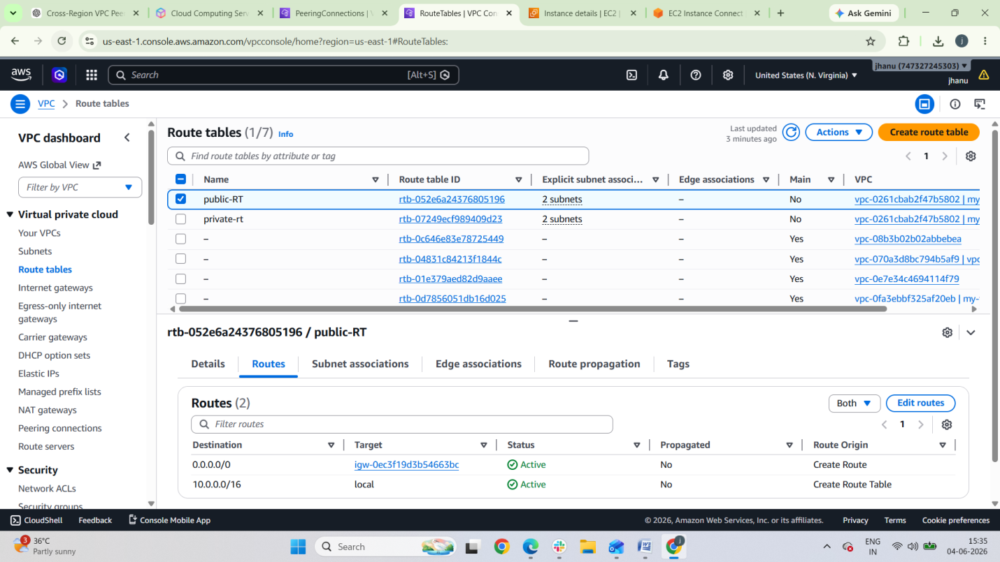 Cross-Region VPC Pee
Cloud Computing Serv
PeeringConnections | V
RouteTables | VPC Con
Instance details | EC2 |
EC2 Instance Connect
Ask Gemini
us-east-1.console.aws.amazon.com/vpcconsole/home?region=us-east-1#RouteTables:
j
aws
Search
[Alt+S]
United States (N. Virginia)
jhanu (747327245303)
jhanu
VPC
Route tables
VPC dashboard
AWS Global View
Filter by VPC
Virtual private cloud
Your VPCs
Subnets
Route tables
Internet gateways
Egress-only internet
gateways
Carrier gateways
DHCP option sets
Elastic IPs
Managed prefix lists
NAT gateways
Peering connections
Route servers
Security
Network ACLs
Security groups
Route tables (1/7) Info
Last updated
3 minutes ago
Actions
Create route table
Find route tables by attribute or tag
1
Name Route table ID Explicit subnet associ... Edge associations Main VPC
public-RT rtb-052e6a24376805196 2 subnets – No vpc-0261cbab2f47b5802 | my
private-rt rtb-07249ecf989409d23 2 subnets – No vpc-0261cbab2f47b5802 | my
– rtb-0c646e83e78725449 – – Yes vpc-08b3b02b02abbebea
– rtb-04831c84213f1844c – – Yes vpc-070a3d8bc794b5af9 | vpc
– rtb-01e379aed82d9aaee – – Yes vpc-0e7e34c4694114f79
– rtb-0d7856051db16d025 – – Yes vpc-0fa3ebbf325af20eb | my-
rtb-052e6a24376805196 / public-RT
Details Routes Subnet associations Edge associations Route propagation Tags
Routes (2)
Both
Edit routes
Filter routes
1
Destination Target Status Propagated Route Origin
0.0.0.0/0 igw-0ec3f19d3b54663bc Active No Create Route
10.0.0.0/16 local Active No Create Route Table
CloudShell
Feedback
Console Mobile App
© 2026, Amazon Web Services, Inc. or its affiliates.
Privacy
Terms
Cookie preferences
3
36°C
Partly sunny
Search
j
ENG
IN
15:35
04-06-2026